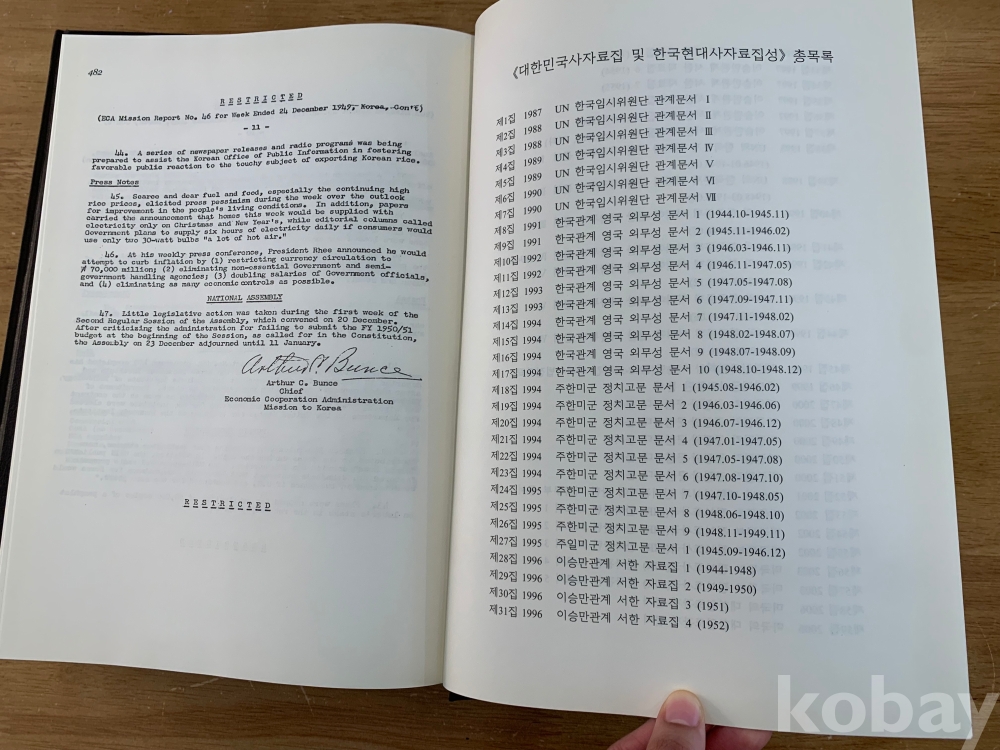 482
RESTRICTED
(ECA Mission Report No. 46 for Week Ended 24 December 1949, Korea, Con't)
- 11 -
44. A series of newspaper releases and radio programs was being
prepared to assist the Korean Office of Public Information in fostering
favorable public reaction to the touchy subject of exporting Korean rice.
Press Notes
45. Scarce and dear fuel and food, especially the continuing high
rice prices, elicited press pessimism during the week over the outlook
for improvement in the people's living conditions. In addition, papers
carried the announcement that homes this week would be supplied with
electricity only on Christmas and New Year's, while editorial columns called
Government plans to supply six hours of electricity daily if consumers would
use only two 30-watt bulbs "a lot of hot air."
46. At his weekly press conference, President Rhee announced he would
attempt to curb inflation by (1) restricting currency circulation to
70,000 million; (2) eliminating non-essential Government and semi-
government handling agencies; (3) doubling salaries of Government officials,
and (4) eliminating as many economic controls as possible.
NATIONAL ASSEMBLY
47. Little legislative action was taken during the first week of the
Second Regular Session of the Assembly, which convened on 20 December.
After criticizing the administration for failing to submit the FY 1950/51
budget at the beginning of the Session, as called for in the Constitution,
the Assembly on 23 December adjourned until 11 January.
Arthur C. Bunce
Arthur C. Bunce
Chief
Economic Cooperation Administration
Mission to Korea
RESTRICTED
《대한민국사자료집 및 한국현대사자료집성》 총목록
제1집 1987 UN 한국임시위원단 관계문서 Ⅰ
제2집 1988 UN 한국임시위원단 관계문서 Ⅱ
제3집 1988 UN 한국임시위원단 관계문서 Ⅲ
제4집 1989 UN 한국임시위원단 관계문서 Ⅳ
제5집 1989 UN 한국임시위원단 관계문서 Ⅴ
제6집 1990 UN 한국임시위원단 관계문서 Ⅵ
제7집 1990 UN 한국임시위원단 관계문서 Ⅶ
제8집 1991 한국관계 영국 외무성 문서 1 (1944.10-1945.11)
제9집 1991 한국관계 영국 외무성 문서 2 (1945.11-1946.02)
제10집 1992 한국관계 영국 외무성 문서 3 (1946.03-1946.11)
제11집 1992 한국관계 영국 외무성 문서 4 (1946.11-1947.05)
제12집 1993 한국관계 영국 외무성 문서 5 (1947.05-1947.08)
제13집 1993 한국관계 영국 외무성 문서 6 (1947.09-1947.11)
제14집 1994 한국관계 영국 외무성 문서 7 (1947.11-1948.02)
제15집 1994 한국관계 영국 외무성 문서 8 (1948.02-1948.07)
제16집 1994 한국관계 영국 외무성 문서 9 (1948.07-1948.09)
제17집 1994 한국관계 영국 외무성 문서 10 (1948.10-1948.12)
제18집 1994 주한미군 정치고문 문서 1 (1945.08-1946.02)
제19집 1994 주한미군 정치고문 문서 2 (1946.03-1946.06)
제20집 1994 주한미군 정치고문 문서 3 (1946.07-1946.12)
제21집 1994 주한미군 정치고문 문서 4 (1947.01-1947.05)
제22집 1994 주한미군 정치고문 문서 5 (1947.05-1947.08)
제23집 1994 주한미군 정치고문 문서 6 (1947.08-1947.10)
제24집 1995 주한미군 정치고문 문서 7 (1947.10-1948.05)
제25집 1995 주한미군 정치고문 문서 8 (1948.06-1948.10)
제26집 1995 주한미군 정치고문 문서 9 (1948.11-1949.11)
제27집 1995 주일미군 정치고문 문서 1 (1945.09-1946.12)
제28집 1996 이승만관계 서한 자료집 1 (1944-1948)
제29집 1996 이승만관계 서한 자료집 2 (1949-1950)
제30집 1996 이승만관계 서한 자료집 3 (1951)
제31집 1996 이승만관계 서한 자료집 4 (1952)
kobay